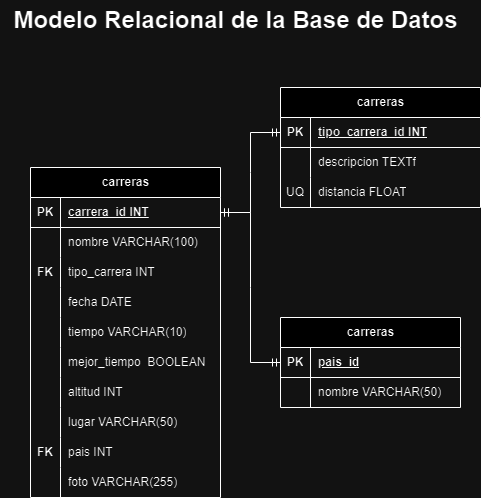 Modelo Relacional de la Base de Datos
carreras
PK tipo_carrera_id INT
descripcion TEXTf
UQ distancia FLOAT
carreras
PK carrera_id INT
nombre VARCHAR(100)
FK tipo_carrera INT
fecha DATE
tiempo VARCHAR(10)
mejor_tiempo  BOOLEAN
altitud INT
lugar VARCHAR(50)
FK pais INT
foto VARCHAR(255)
carreras
PK pais_id
nombre VARCHAR(50)